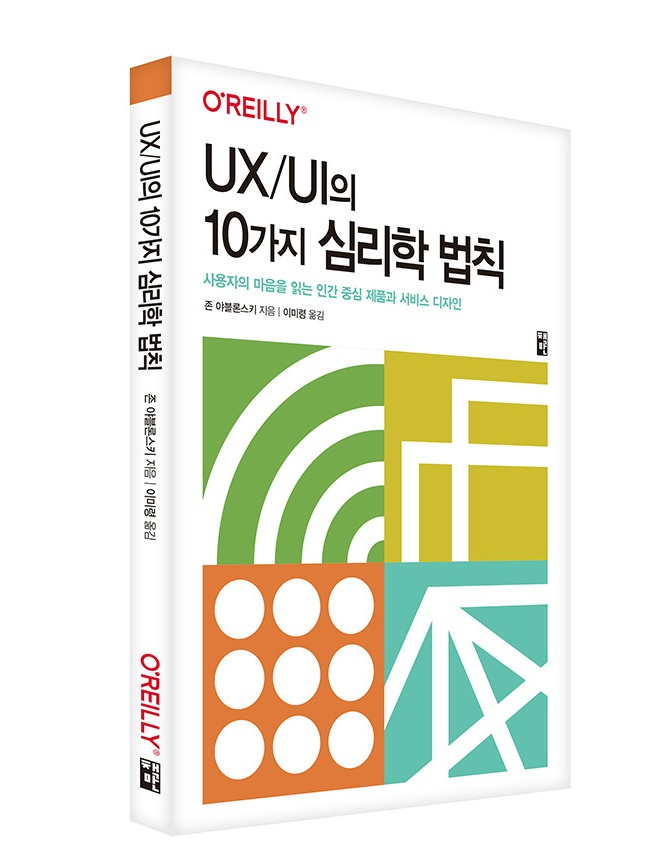 O'REILLY®
UX/UI의
10가지 심리학 법칙
사용자의 마음을 읽는 인간 중심 제품과 서비스 디자인
존 야블론스키 지음 | 이미령 옮김
책만
UX/UI의 10가지 심리학 법칙
존 야블론스키 지음 | 이미령 옮김
O'REILLY®
책만